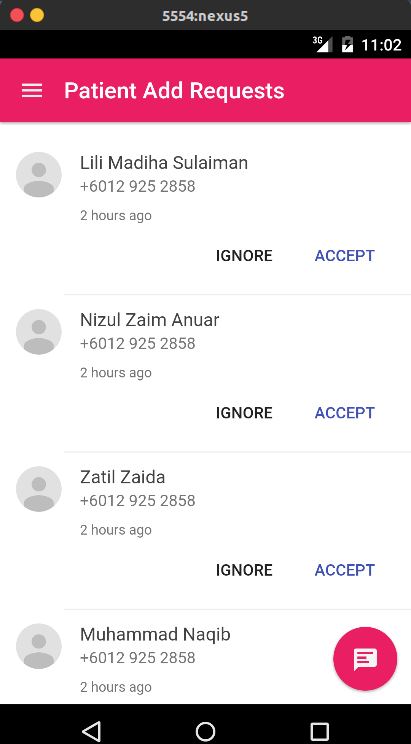 5554:nexus5
3G 11:02
Patient Add Requests
Lili Madiha Sulaiman
+6012 925 2858
2 hours ago
IGNORE ACCEPT
Nizul Zaim Anuar
+6012 925 2858
2 hours ago
IGNORE ACCEPT
Zatil Zaida
+6012 925 2858
2 hours ago
IGNORE ACCEPT
Muhammad Naqib
+6012 925 2858
2 hours ago